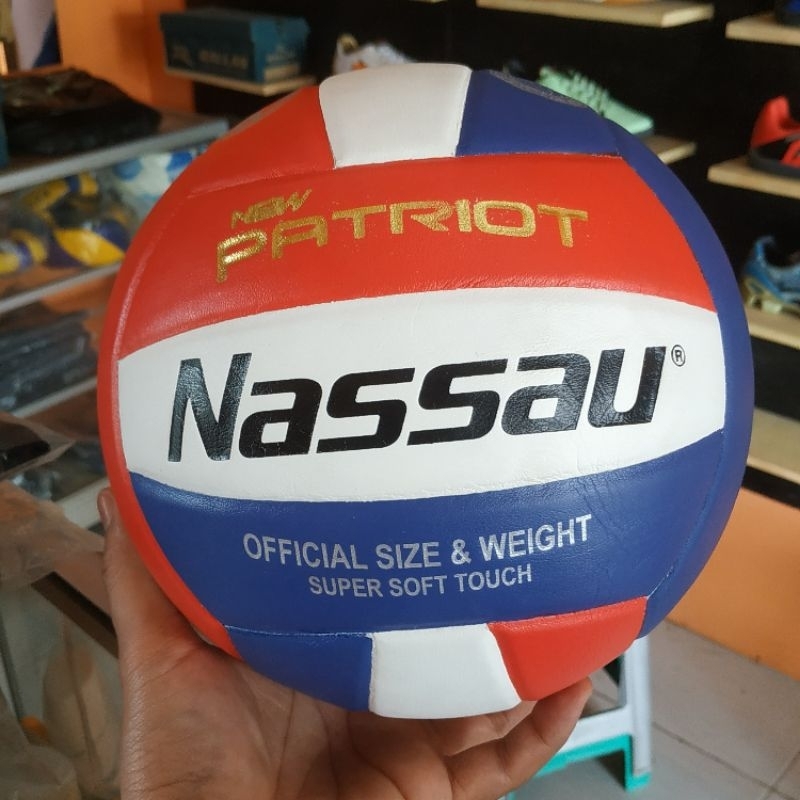 NEW
PATRIOT
Nassau®
OFFICIAL SIZE & WEIGHT
SUPER SOFT TOUCH